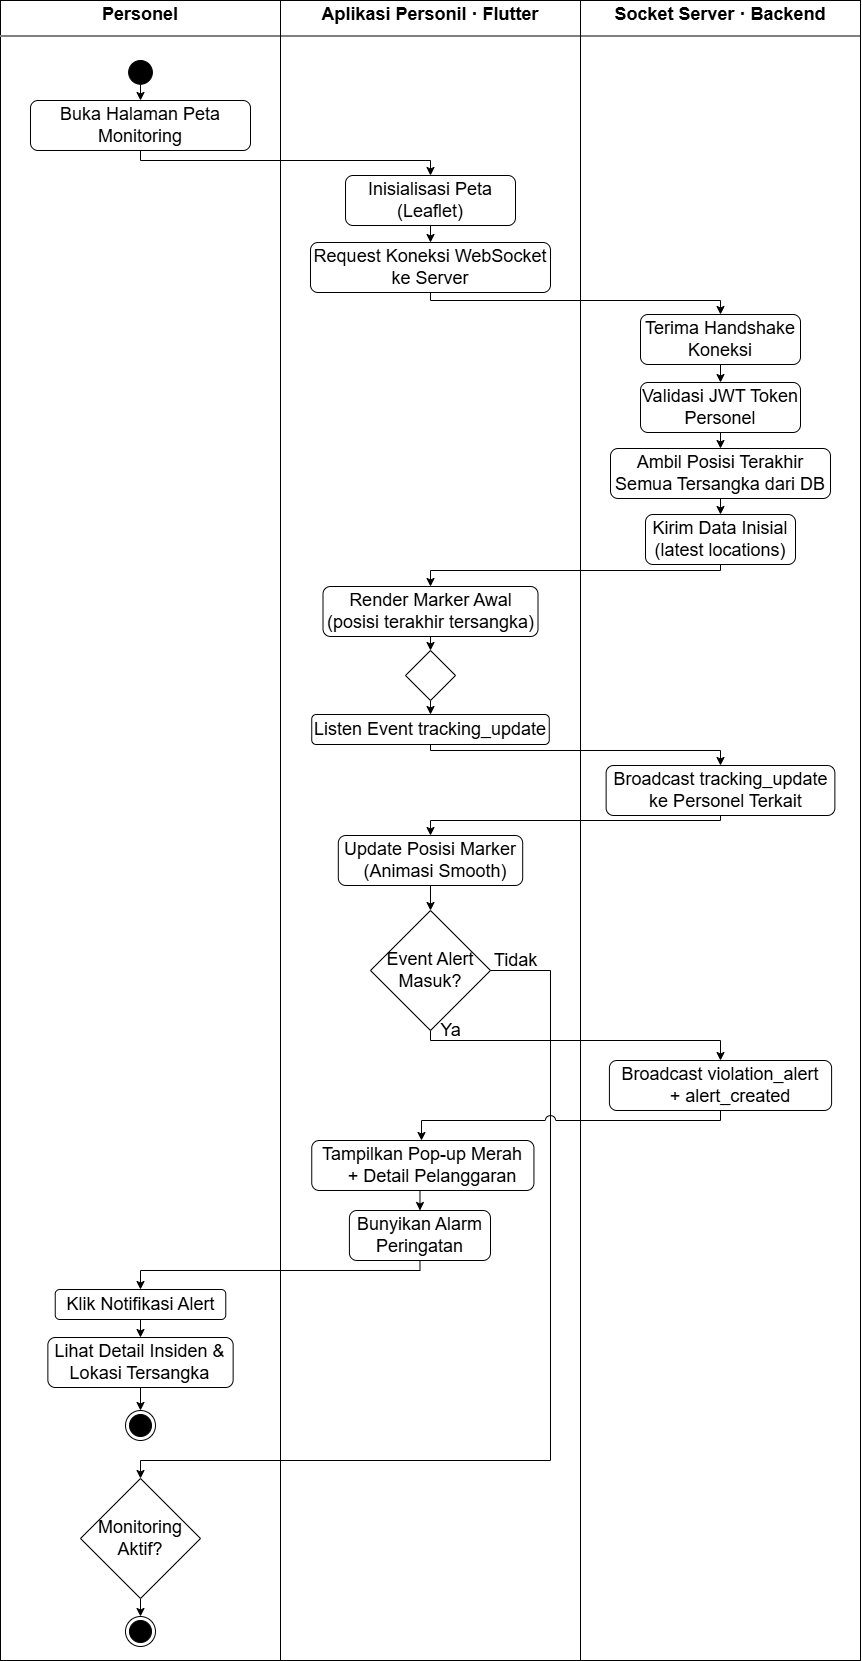 Personel
Aplikasi Personil · Flutter
Socket Server · Backend
Buka Halaman Peta
Monitoring
Inisialisasi Peta
(Leaflet)
Request Koneksi WebSocket
ke Server
Terima Handshake
Koneksi
Validasi JWT Token
Personel
Ambil Posisi Terakhir
Semua Tersangka dari DB
Kirim Data Inisial
(latest locations)
Render Marker Awal
(posisi terakhir tersangka)
Listen Event tracking_update
Broadcast tracking_update
ke Personel Terkait
Update Posisi Marker
(Animasi Smooth)
Event Alert
Masuk?
Tidak
Ya
Broadcast violation_alert
+ alert_created
Tampilkan Pop-up Merah
+ Detail Pelanggaran
Bunyikan Alarm
Peringatan
Klik Notifikasi Alert
Lihat Detail Insiden &
Lokasi Tersangka
Monitoring
Aktif?